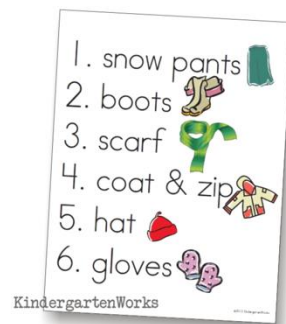 1. snow pants
2. boots
3. scarf
4. coat & zip
5. hat
6. gloves
KindergartenWorks